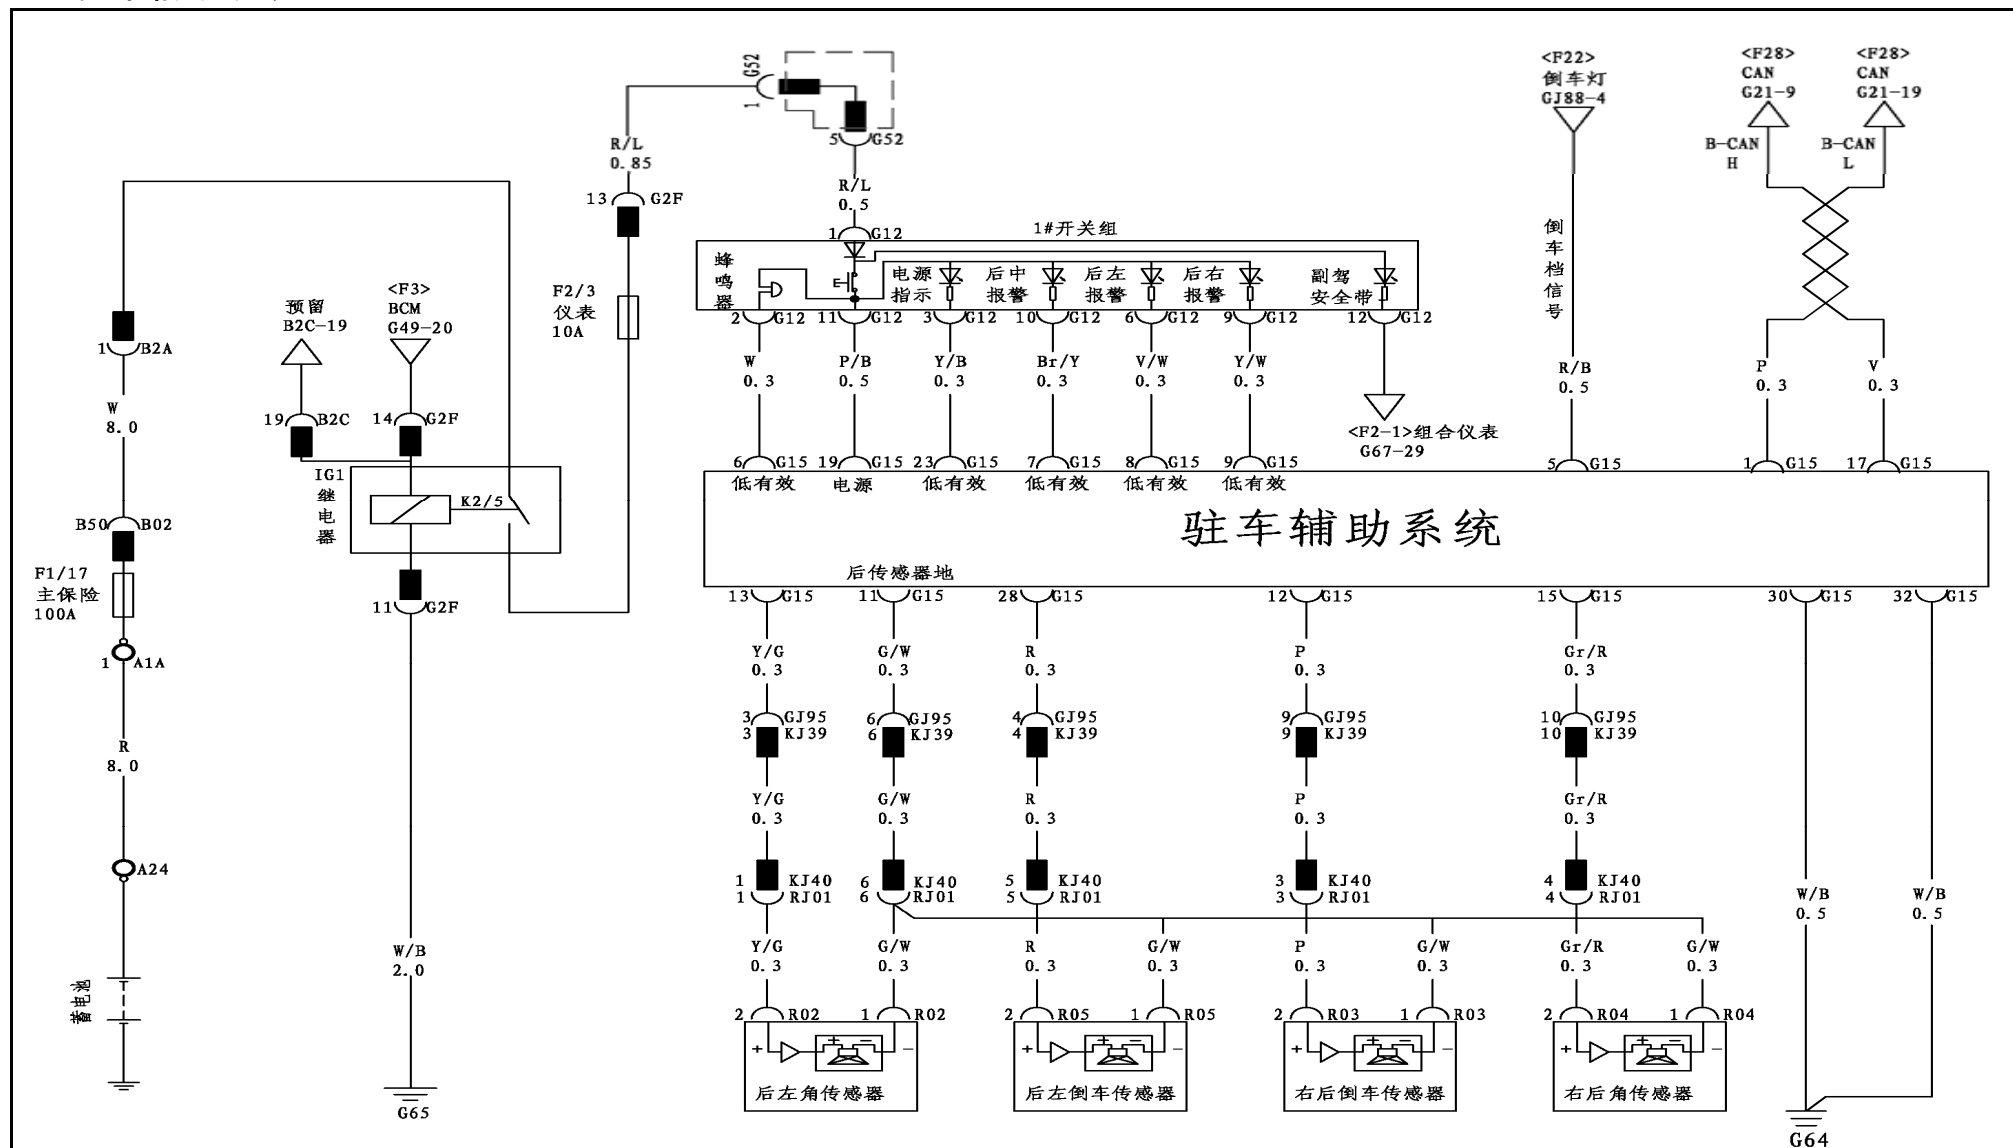 G52
1
<F22>
倒车灯
GJ88-4
<F28>
CAN
G21-9
<F28>
CAN
G21-19
5 G52
R/L
0.85
B-CAN
H
B-CAN
L
13 G2F
R/L
0.5
1 G12
1#开关组
倒车档信号
蜂鸣器
电源
指示
后中
报警
后左
报警
后右
报警
副驾
安全带
F2/3
仪表
10A
预留
B2C-19
<F3>
BCM
G49-20
2 G12
11 G12
3 G12
10 G12
6 G12
9 G12
12 G12
1 B2A
W
0.3
P/B
0.5
Y/B
0.3
Br/Y
0.3
V/W
0.3
Y/W
0.3
R/B
0.5
P
0.3
V
0.3
W
8.0
19 B2C
14 G2F
<F2-1>组合仪表
G67-29
6 G15
19 G15
23 G15
7 G15
8 G15
9 G15
5 G15
1 G15
17 G15
低有效
电源
低有效
低有效
低有效
低有效
IG1
继电器
K2/5
B50 B02
驻车辅助系统
F1/17
主保险
100A
后传感器地
11 G2F
13 G15
11 G15
28 G15
12 G15
15 G15
30 G15
32 G15
1 A1A
Y/G
0.3
G/W
0.3
R
0.3
P
0.3
Gr/R
0.3
3 GJ95
3 KJ39
6 GJ95
6 KJ39
4 GJ95
4 KJ39
9 GJ95
9 KJ39
10 GJ95
10 KJ39
R
8.0
Y/G
0.3
G/W
0.3
R
0.3
P
0.3
Gr/R
0.3
A24
1 KJ40
1 RJ01
6 KJ40
6 RJ01
5 KJ40
5 RJ01
3 KJ40
3 RJ01
4 KJ40
4 RJ01
W/B
0.5
W/B
0.5
W/B
2.0
Y/G
0.3
G/W
0.3
R
0.3
G/W
0.3
P
0.3
G/W
0.3
Gr/R
0.3
G/W
0.3
蓄电池
2 R02
1 R02
2 R05
1 R05
2 R03
1 R03
2 R04
1 R04
+ + − −
+ + − −
+ + − −
+ + − −
后左角传感器
后左倒车传感器
右后倒车传感器
右后角传感器
G65
G64